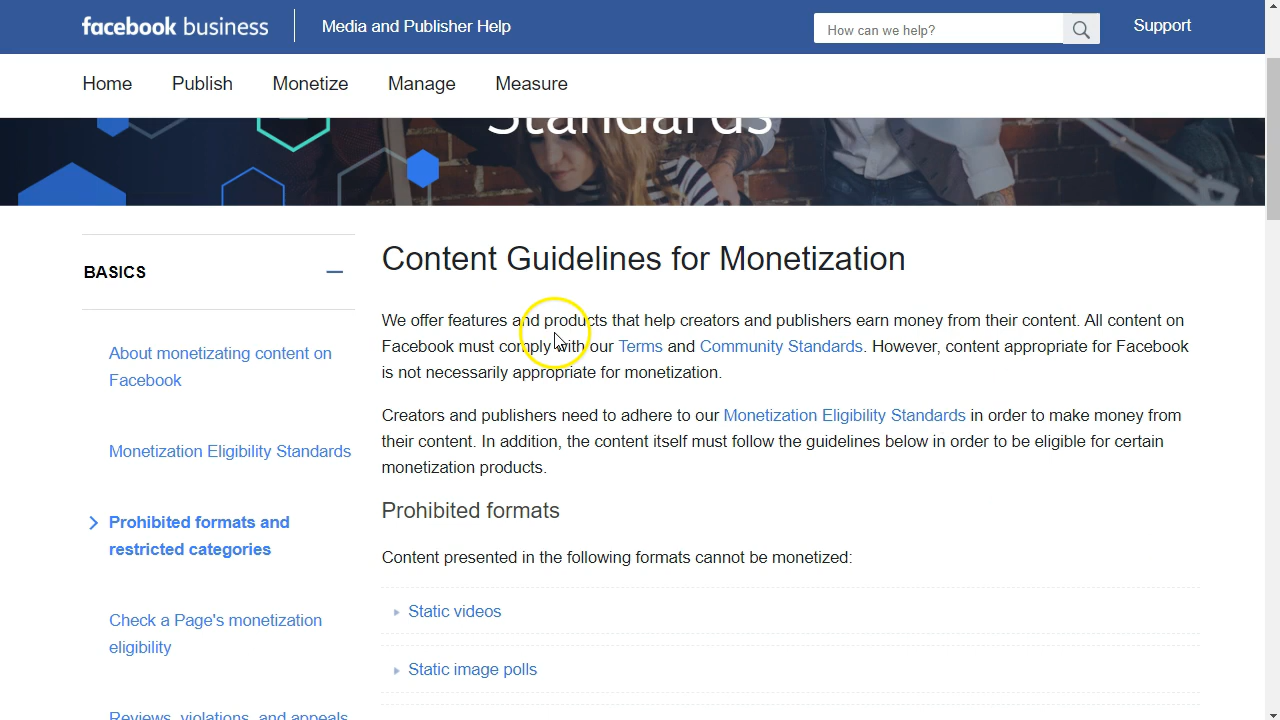 facebook business
Media and Publisher Help
How can we help?
Support
Home
Publish
Monetize
Manage
Measure
Standards
BASICS
About monetizating content on
Facebook
Monetization Eligibility Standards
Prohibited formats and
restricted categories
Check a Page's monetization
eligibility
Reviews, violations, and appeals
Content Guidelines for Monetization
We offer features and products that help creators and publishers earn money from their content. All content on
Facebook must comply with our Terms and Community Standards. However, content appropriate for Facebook
is not necessarily appropriate for monetization.
Creators and publishers need to adhere to our Monetization Eligibility Standards in order to make money from
their content. In addition, the content itself must follow the guidelines below in order to be eligible for certain
monetization products.
Prohibited formats
Content presented in the following formats cannot be monetized:
Static videos
Static image polls